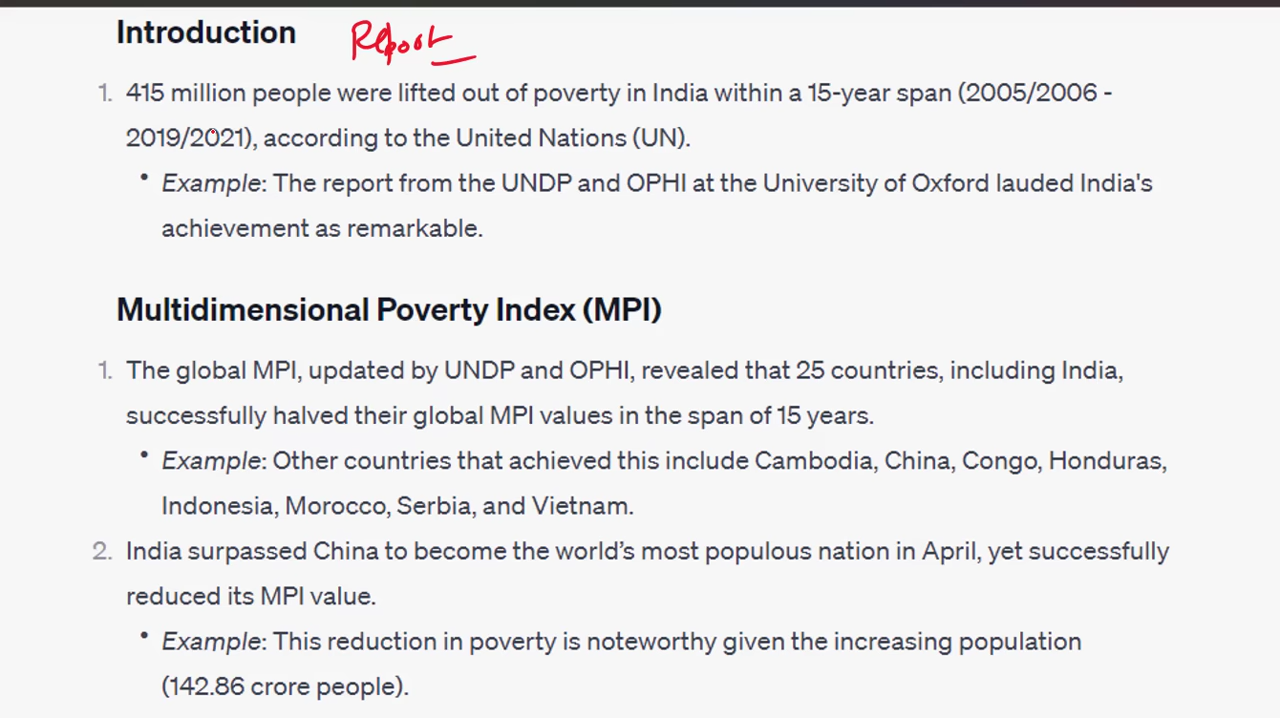 Introduction Report
1. 415 million people were lifted out of poverty in India within a 15-year span (2005/2006 -
2019/2021), according to the United Nations (UN).
• Example: The report from the UNDP and OPHI at the University of Oxford lauded India's
achievement as remarkable.
Multidimensional Poverty Index (MPI)
1. The global MPI, updated by UNDP and OPHI, revealed that 25 countries, including India,
successfully halved their global MPI values in the span of 15 years.
• Example: Other countries that achieved this include Cambodia, China, Congo, Honduras,
Indonesia, Morocco, Serbia, and Vietnam.
2. India surpassed China to become the world’s most populous nation in April, yet successfully
reduced its MPI value.
• Example: This reduction in poverty is noteworthy given the increasing population
(142.86 crore people).